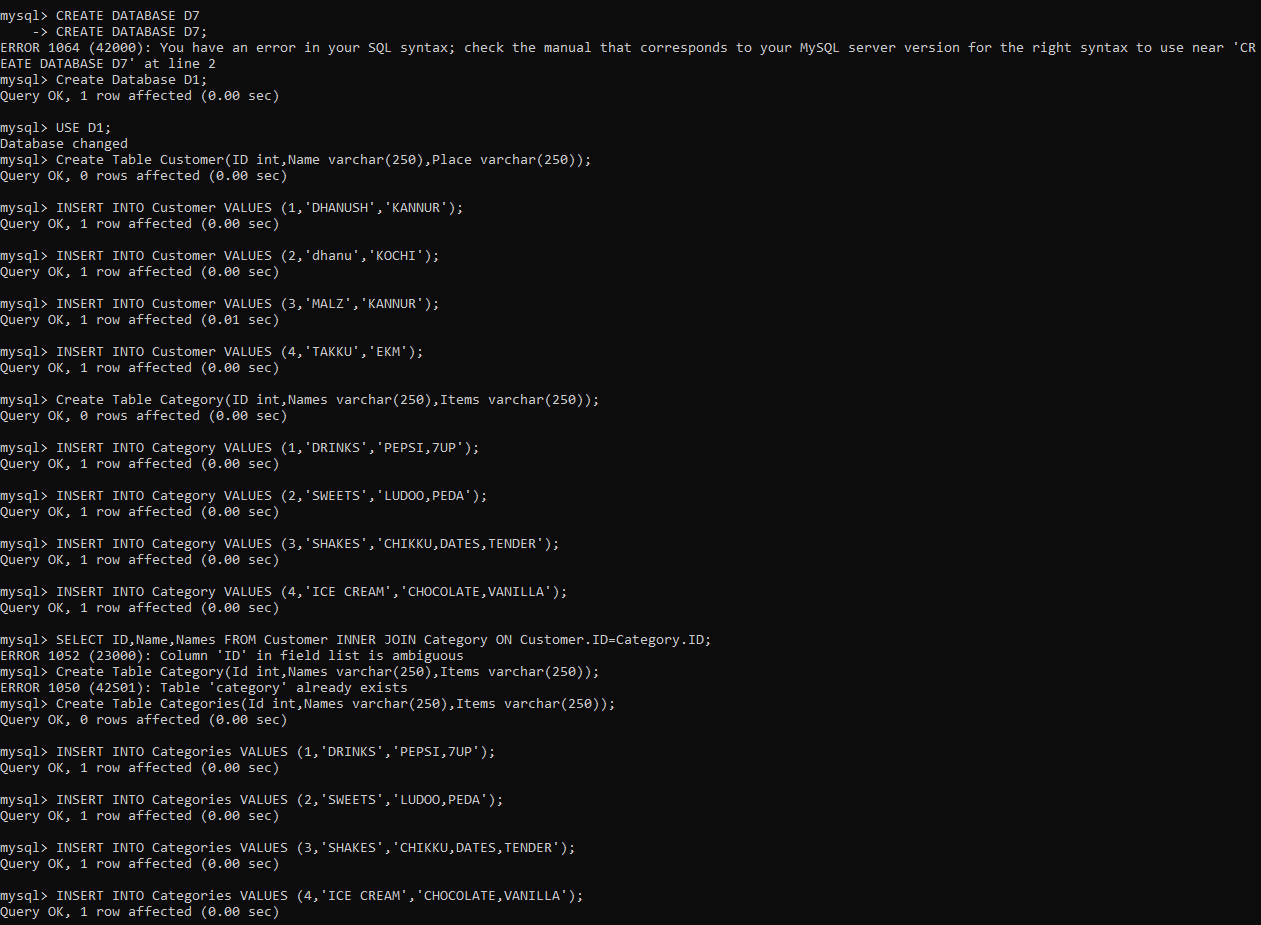 mysql> CREATE DATABASE D7
    -> CREATE DATABASE D7;
ERROR 1064 (42000): You have an error in your SQL syntax; check the manual that corresponds to your MySQL server version for the right syntax to use near 'CR
EATE DATABASE D7' at line 2
mysql> Create Database D1;
Query OK, 1 row affected (0.00 sec)

mysql> USE D1;
Database changed
mysql> Create Table Customer(ID int,Name varchar(250),Place varchar(250));
Query OK, 0 rows affected (0.00 sec)

mysql> INSERT INTO Customer VALUES (1,'DHANUSH','KANNUR');
Query OK, 1 row affected (0.00 sec)

mysql> INSERT INTO Customer VALUES (2,'dhanu','KOCHI');
Query OK, 1 row affected (0.00 sec)

mysql> INSERT INTO Customer VALUES (3,'MALZ','KANNUR');
Query OK, 1 row affected (0.01 sec)

mysql> INSERT INTO Customer VALUES (4,'TAKKU','EKM');
Query OK, 1 row affected (0.00 sec)

mysql> Create Table Category(ID int,Names varchar(250),Items varchar(250));
Query OK, 0 rows affected (0.00 sec)

mysql> INSERT INTO Category VALUES (1,'DRINKS','PEPSI,7UP');
Query OK, 1 row affected (0.00 sec)

mysql> INSERT INTO Category VALUES (2,'SWEETS','LUDOO,PEDA');
Query OK, 1 row affected (0.00 sec)

mysql> INSERT INTO Category VALUES (3,'SHAKES','CHIKKU,DATES,TENDER');
Query OK, 1 row affected (0.00 sec)

mysql> INSERT INTO Category VALUES (4,'ICE CREAM','CHOCOLATE,VANILLA');
Query OK, 1 row affected (0.00 sec)

mysql> SELECT ID,Name,Names FROM Customer INNER JOIN Category ON Customer.ID=Category.ID;
ERROR 1052 (23000): Column 'ID' in field list is ambiguous
mysql> Create Table Category(Id int,Names varchar(250),Items varchar(250));
ERROR 1050 (42S01): Table 'category' already exists
mysql> Create Table Categories(Id int,Names varchar(250),Items varchar(250));
Query OK, 0 rows affected (0.00 sec)

mysql> INSERT INTO Categories VALUES (1,'DRINKS','PEPSI,7UP');
Query OK, 1 row affected (0.00 sec)

mysql> INSERT INTO Categories VALUES (2,'SWEETS','LUDOO,PEDA');
Query OK, 1 row affected (0.00 sec)

mysql> INSERT INTO Categories VALUES (3,'SHAKES','CHIKKU,DATES,TENDER');
Query OK, 1 row affected (0.00 sec)

mysql> INSERT INTO Categories VALUES (4,'ICE CREAM','CHOCOLATE,VANILLA');
Query OK, 1 row affected (0.00 sec)